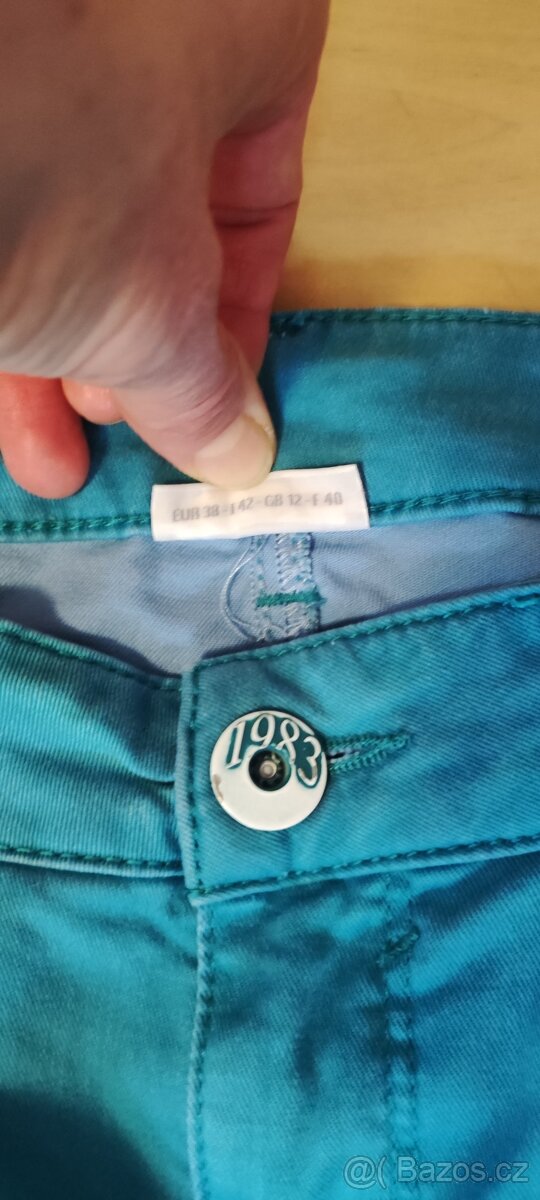 EUR 38 - I 42 - GB 12 - F 40
1983
@( Bazos.cz